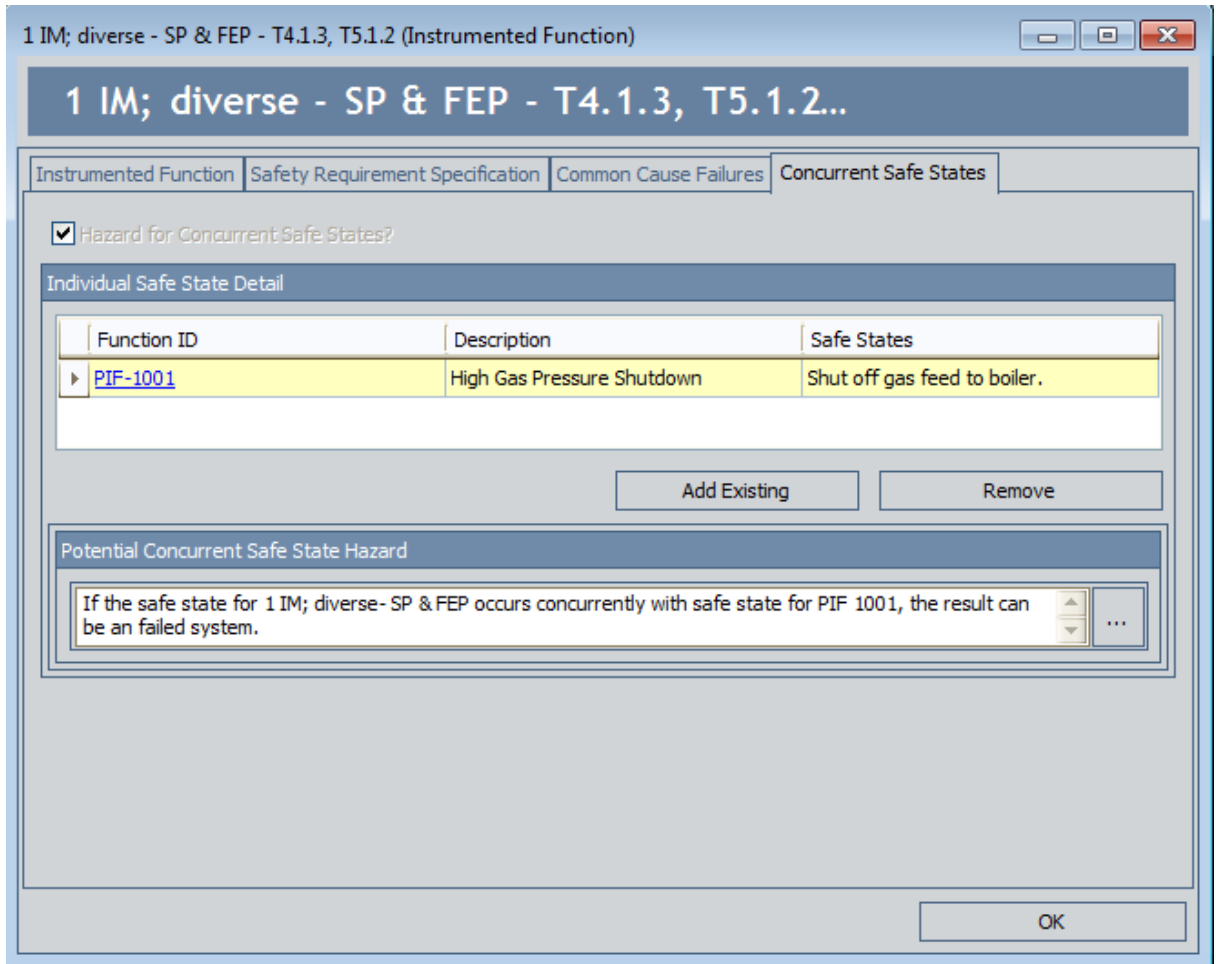 1 IM; diverse - SP & FEP - T4.1.3, T5.1.2 (Instrumented Function)
1 IM; diverse - SP & FEP - T4.1.3, T5.1.2...
Instrumented Function Safety Requirement Specification Common Cause Failures Concurrent Safe States
Hazard for Concurrent Safe States?
Individual Safe State Detail
Function ID Description Safe States
PIF-1001 High Gas Pressure Shutdown Shut off gas feed to boiler.
Add Existing Remove
Potential Concurrent Safe State Hazard
If the safe state for 1 IM; diverse- SP & FEP occurs concurrently with safe state for PIF 1001, the result can
be an failed system.
...
OK